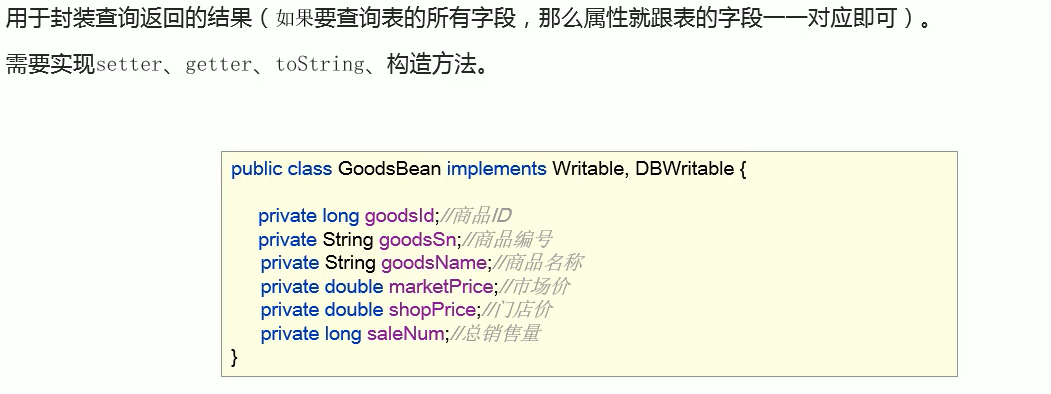 用于封装查询返回的结果（如果要查询表的所有字段，那么属性就跟表的字段一一对应即可）。
需要实现setter、getter、toString、构造方法。
public class GoodsBean implements Writable, DBWritable {
private long goodsId;//商品ID
private String goodsSn;//商品编号
private String goodsName;//商品名称
private double marketPrice;//市场价
private double shopPrice;//门店价
private long saleNum;//总销售量
}